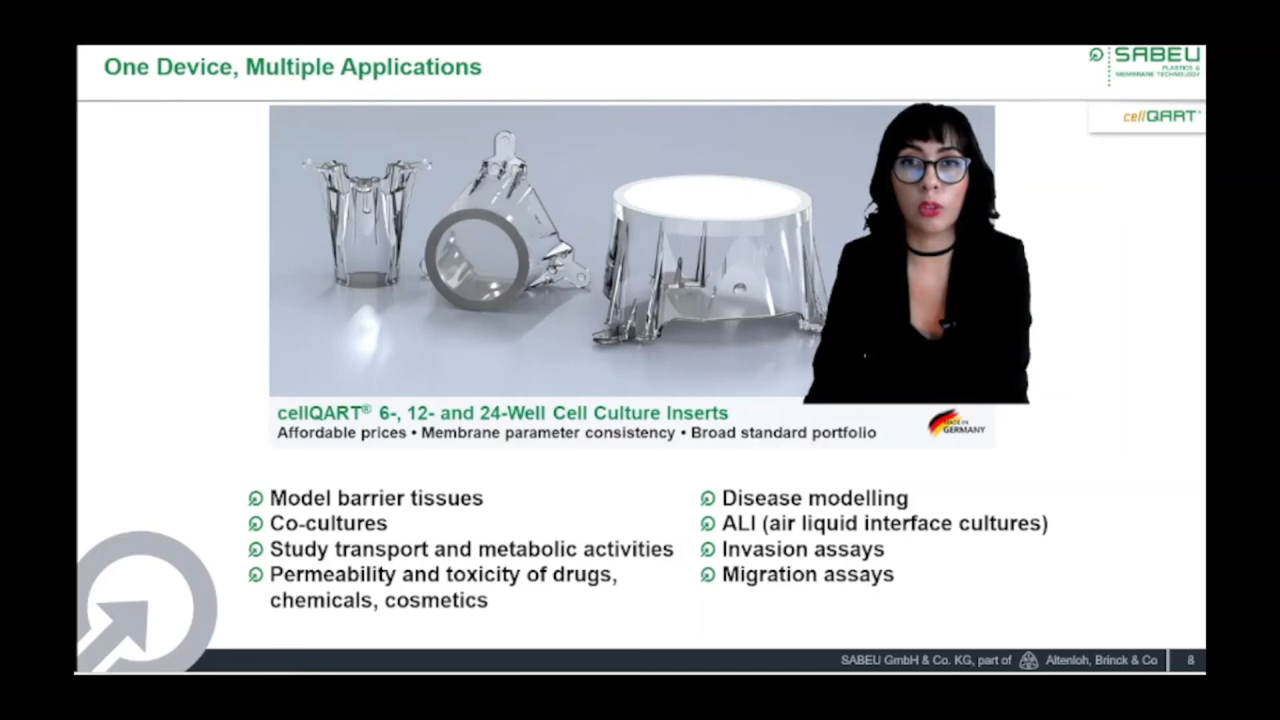 One Device, Multiple Applications
SABEU
PLASTICS &
MEMBRANE TECHNOLOGY
cellQART®
cellQART® 6-, 12- and 24-Well Cell Culture Inserts
Affordable prices • Membrane parameter consistency • Broad standard portfolio
MADE IN
GERMANY
Model barrier tissues
Co-cultures
Study transport and metabolic activities
Permeability and toxicity of drugs,
chemicals, cosmetics
Disease modelling
ALI (air liquid interface cultures)
Invasion assays
Migration assays
SABEU GmbH & Co. KG, part of Altenloh, Brinck & Co 8